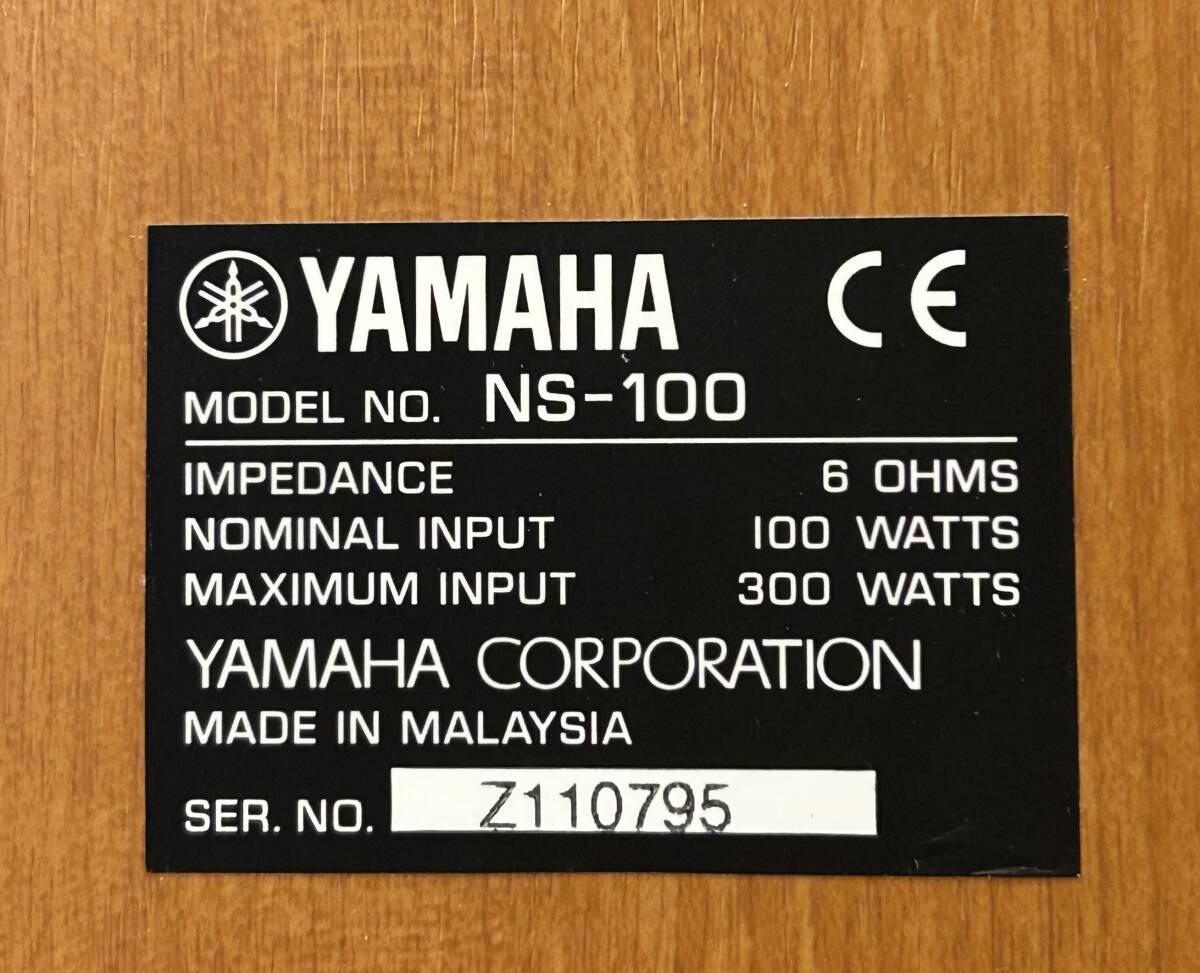 YAMAHA CE
MODEL NO. NS-100
IMPEDANCE 6 OHMS
NOMINAL INPUT 100 WATTS
MAXIMUM INPUT 300 WATTS
YAMAHA CORPORATION
MADE IN MALAYSIA
SER. NO. Z110795